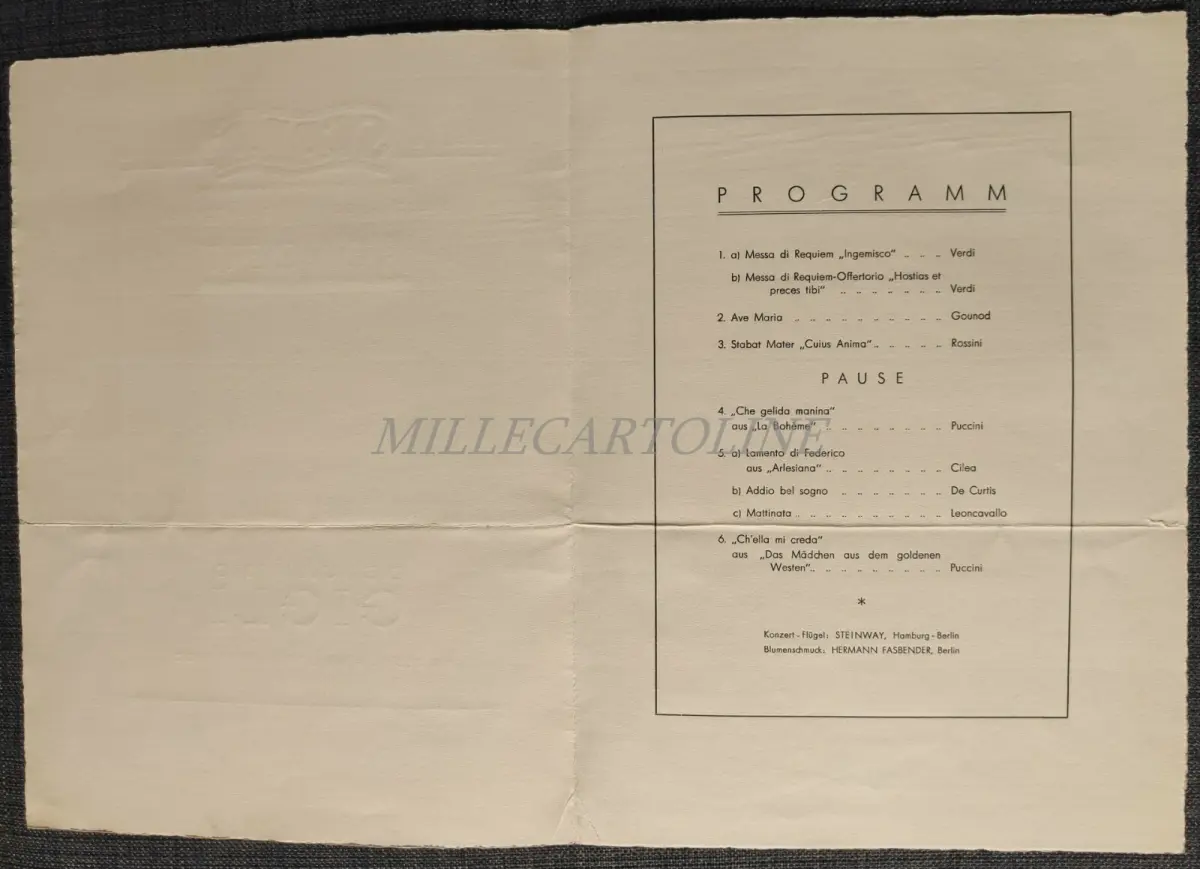 PROGRAMM
1. a) Messa di Requiem „Ingemisco" .. .. .. Verdi
b) Messa di Requiem-Offertorio „Hostias et
preces tibi" .. .. .. .. .. .. .. Verdi
2. Ave Maria .. .. .. .. .. .. .. .. .. .. Gounod
3. Stabat Mater „Cuius Anima" .. .. .. .. .. Rossini
PAUSE
4. „Che gelida manina"
aus „La Bohème" .. .. .. .. .. .. .. .. Puccini
MILLECARTOLINE
5. a) Lamento di Federico
aus „Arlesiana" .. .. .. .. .. .. .. .. Cilea
b) Addio bel sogno .. .. .. .. .. .. .. De Curtis
c) Mattinata .. .. .. .. .. .. .. .. .. .. Leoncavallo
6. „Ch'ella mi creda"
aus „Das Mädchen aus dem goldenen
Westen" .. .. .. .. .. .. .. .. .. Puccini
*
Konzert-Flügel: STEINWAY, Hamburg-Berlin
Blumenschmuck: HERMANN FASBENDER, Berlin
GIGLI